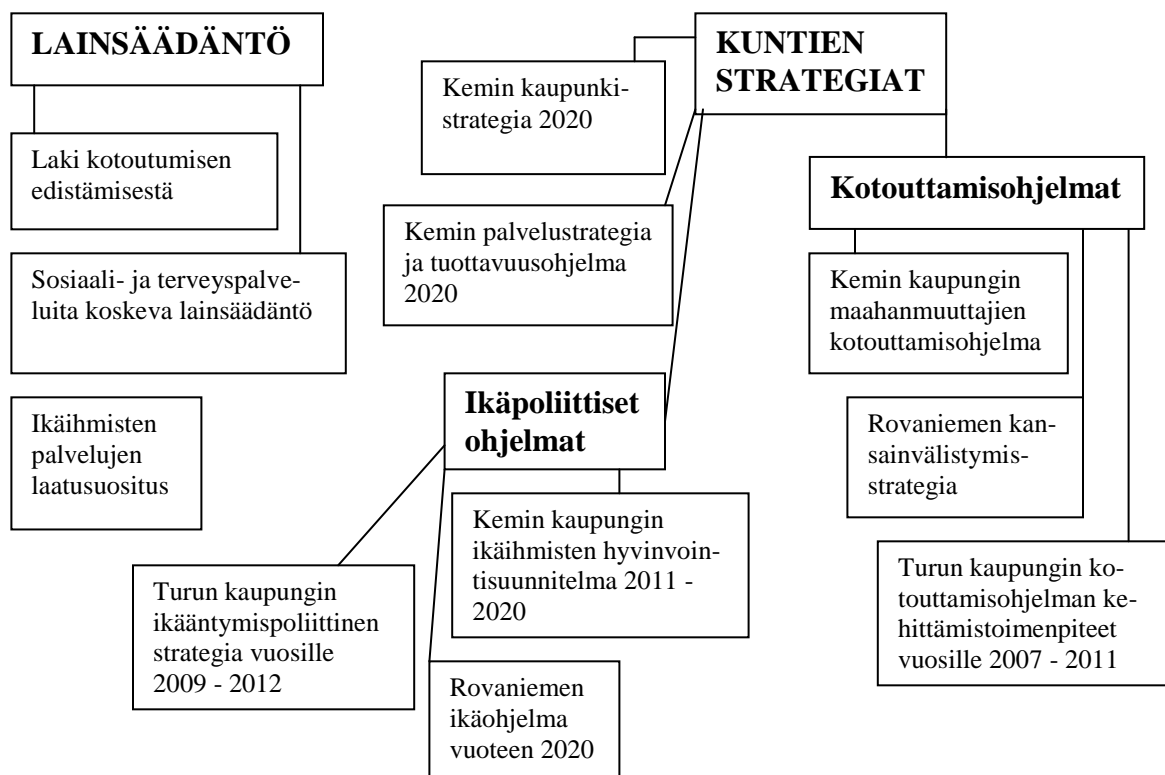 LAINSÄÄDÄNTÖ
Laki kotoutumisen
edistämisestä
Sosiaali- ja terveyspalve-
luita koskeva lainsäädäntö
Ikäihmisten
palvelujen
laatusuositus
KUNTIEN
STRATEGIAT
Kemin kaupunki-
strategia 2020
Kemin palvelustrategia
ja tuottavuusohjelma
2020
Ikäpoliittiset
ohjelmat
Kemin kaupungin
ikäihmisten hyvinvoin-
tisuunnitelma 2011 -
2020
Turun kaupungin
ikääntymispoliittinen
strategia vuosille
2009 - 2012
Rovaniemen
ikäohjelma
vuoteen 2020
Kotouttamisohjelmat
Kemin kaupungin
maahanmuuttajien
kotouttamisohjelma
Rovaniemen kan-
sainvälistymis-
strategia
Turun kaupungin ko-
touttamisohjelman ke-
hittämistoimenpiteet
vuosille 2007 - 2011